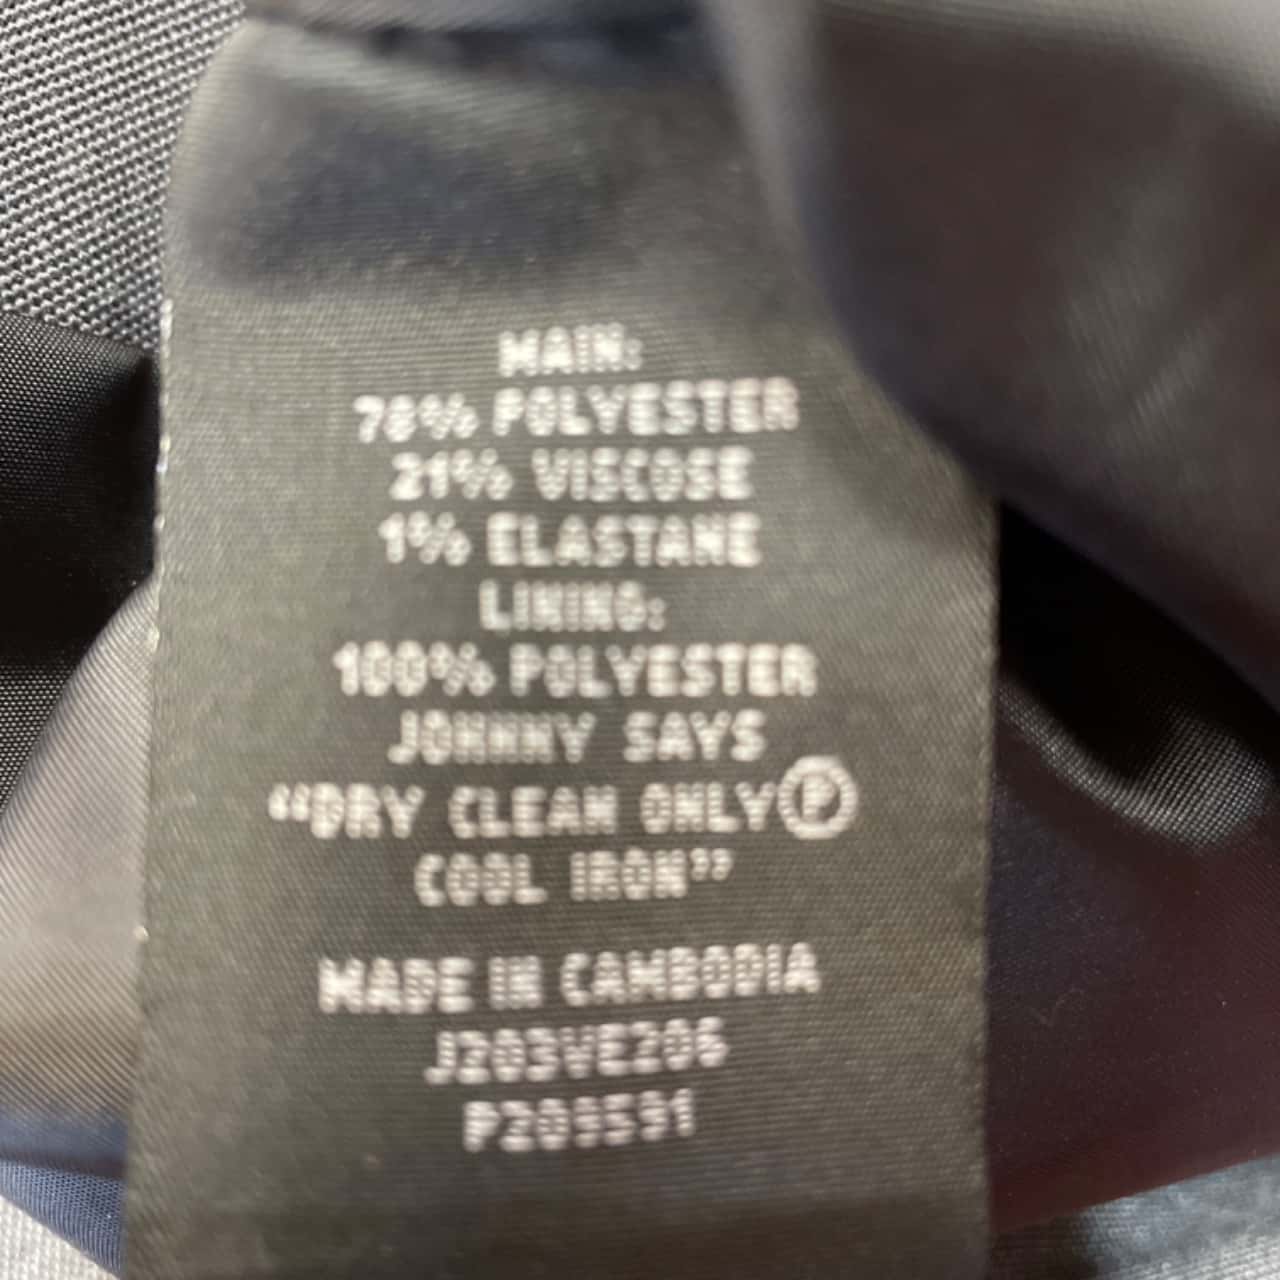 MAIN:
78% POLYESTER
21% VISCOSE
1% ELASTANE
LINING:
100% POLYESTER
JOHNNY SAYS
“DRY CLEAN ONLYⓅ
COOL IRON”
MADE IN CAMBODIA
J203VE206
P209591